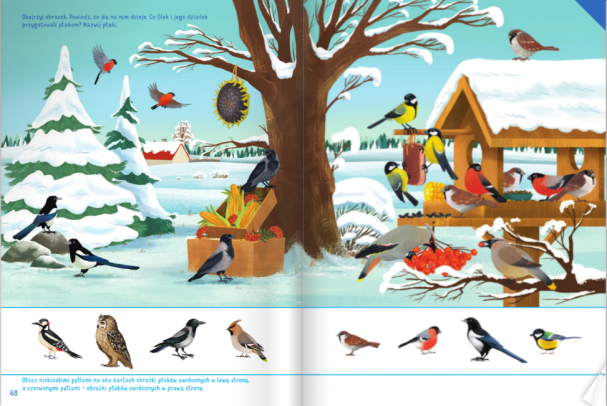 Obejrzyj obrazek. Powiedz, co się na nim dzieje. Co Olek i jego dziadek
przygotowali ptakom? Nazwij ptaki.
Otocz niebieskimi pętlami na obu kartach obrazki ptaków zwróconych w lewą stronę,
a czerwonymi pętlami – obrazki ptaków zwróconych w prawą stronę.
68